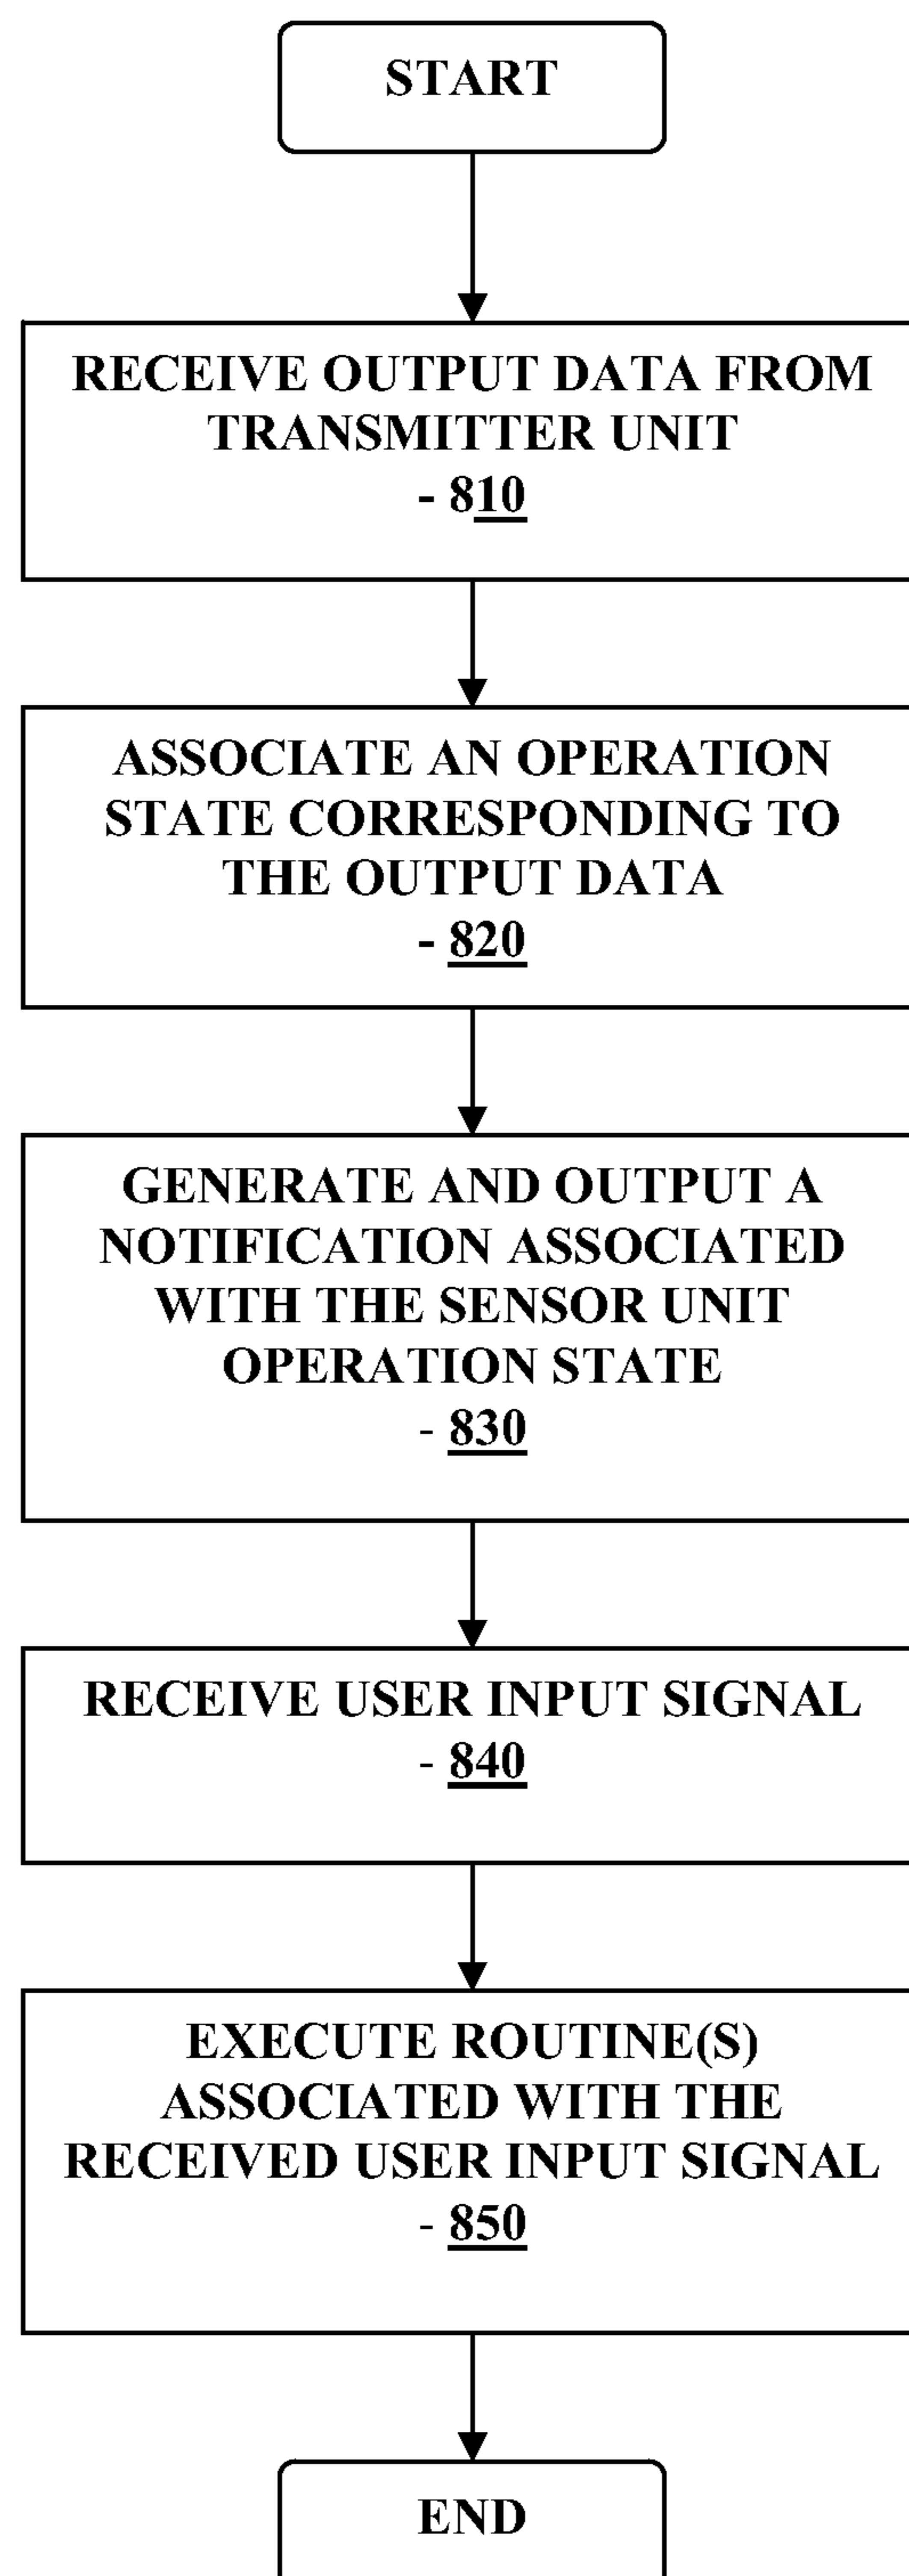 START
RECEIVE OUTPUT DATA FROM
TRANSMITTER UNIT
- 810
ASSOCIATE AN OPERATION
STATE CORRESPONDING TO
THE OUTPUT DATA
- 820
GENERATE AND OUTPUT A
NOTIFICATION ASSOCIATED
WITH THE SENSOR UNIT
OPERATION STATE
- 830
RECEIVE USER INPUT SIGNAL
- 840
EXECUTE ROUTINE(S)
ASSOCIATED WITH THE
RECEIVED USER INPUT SIGNAL
- 850
END